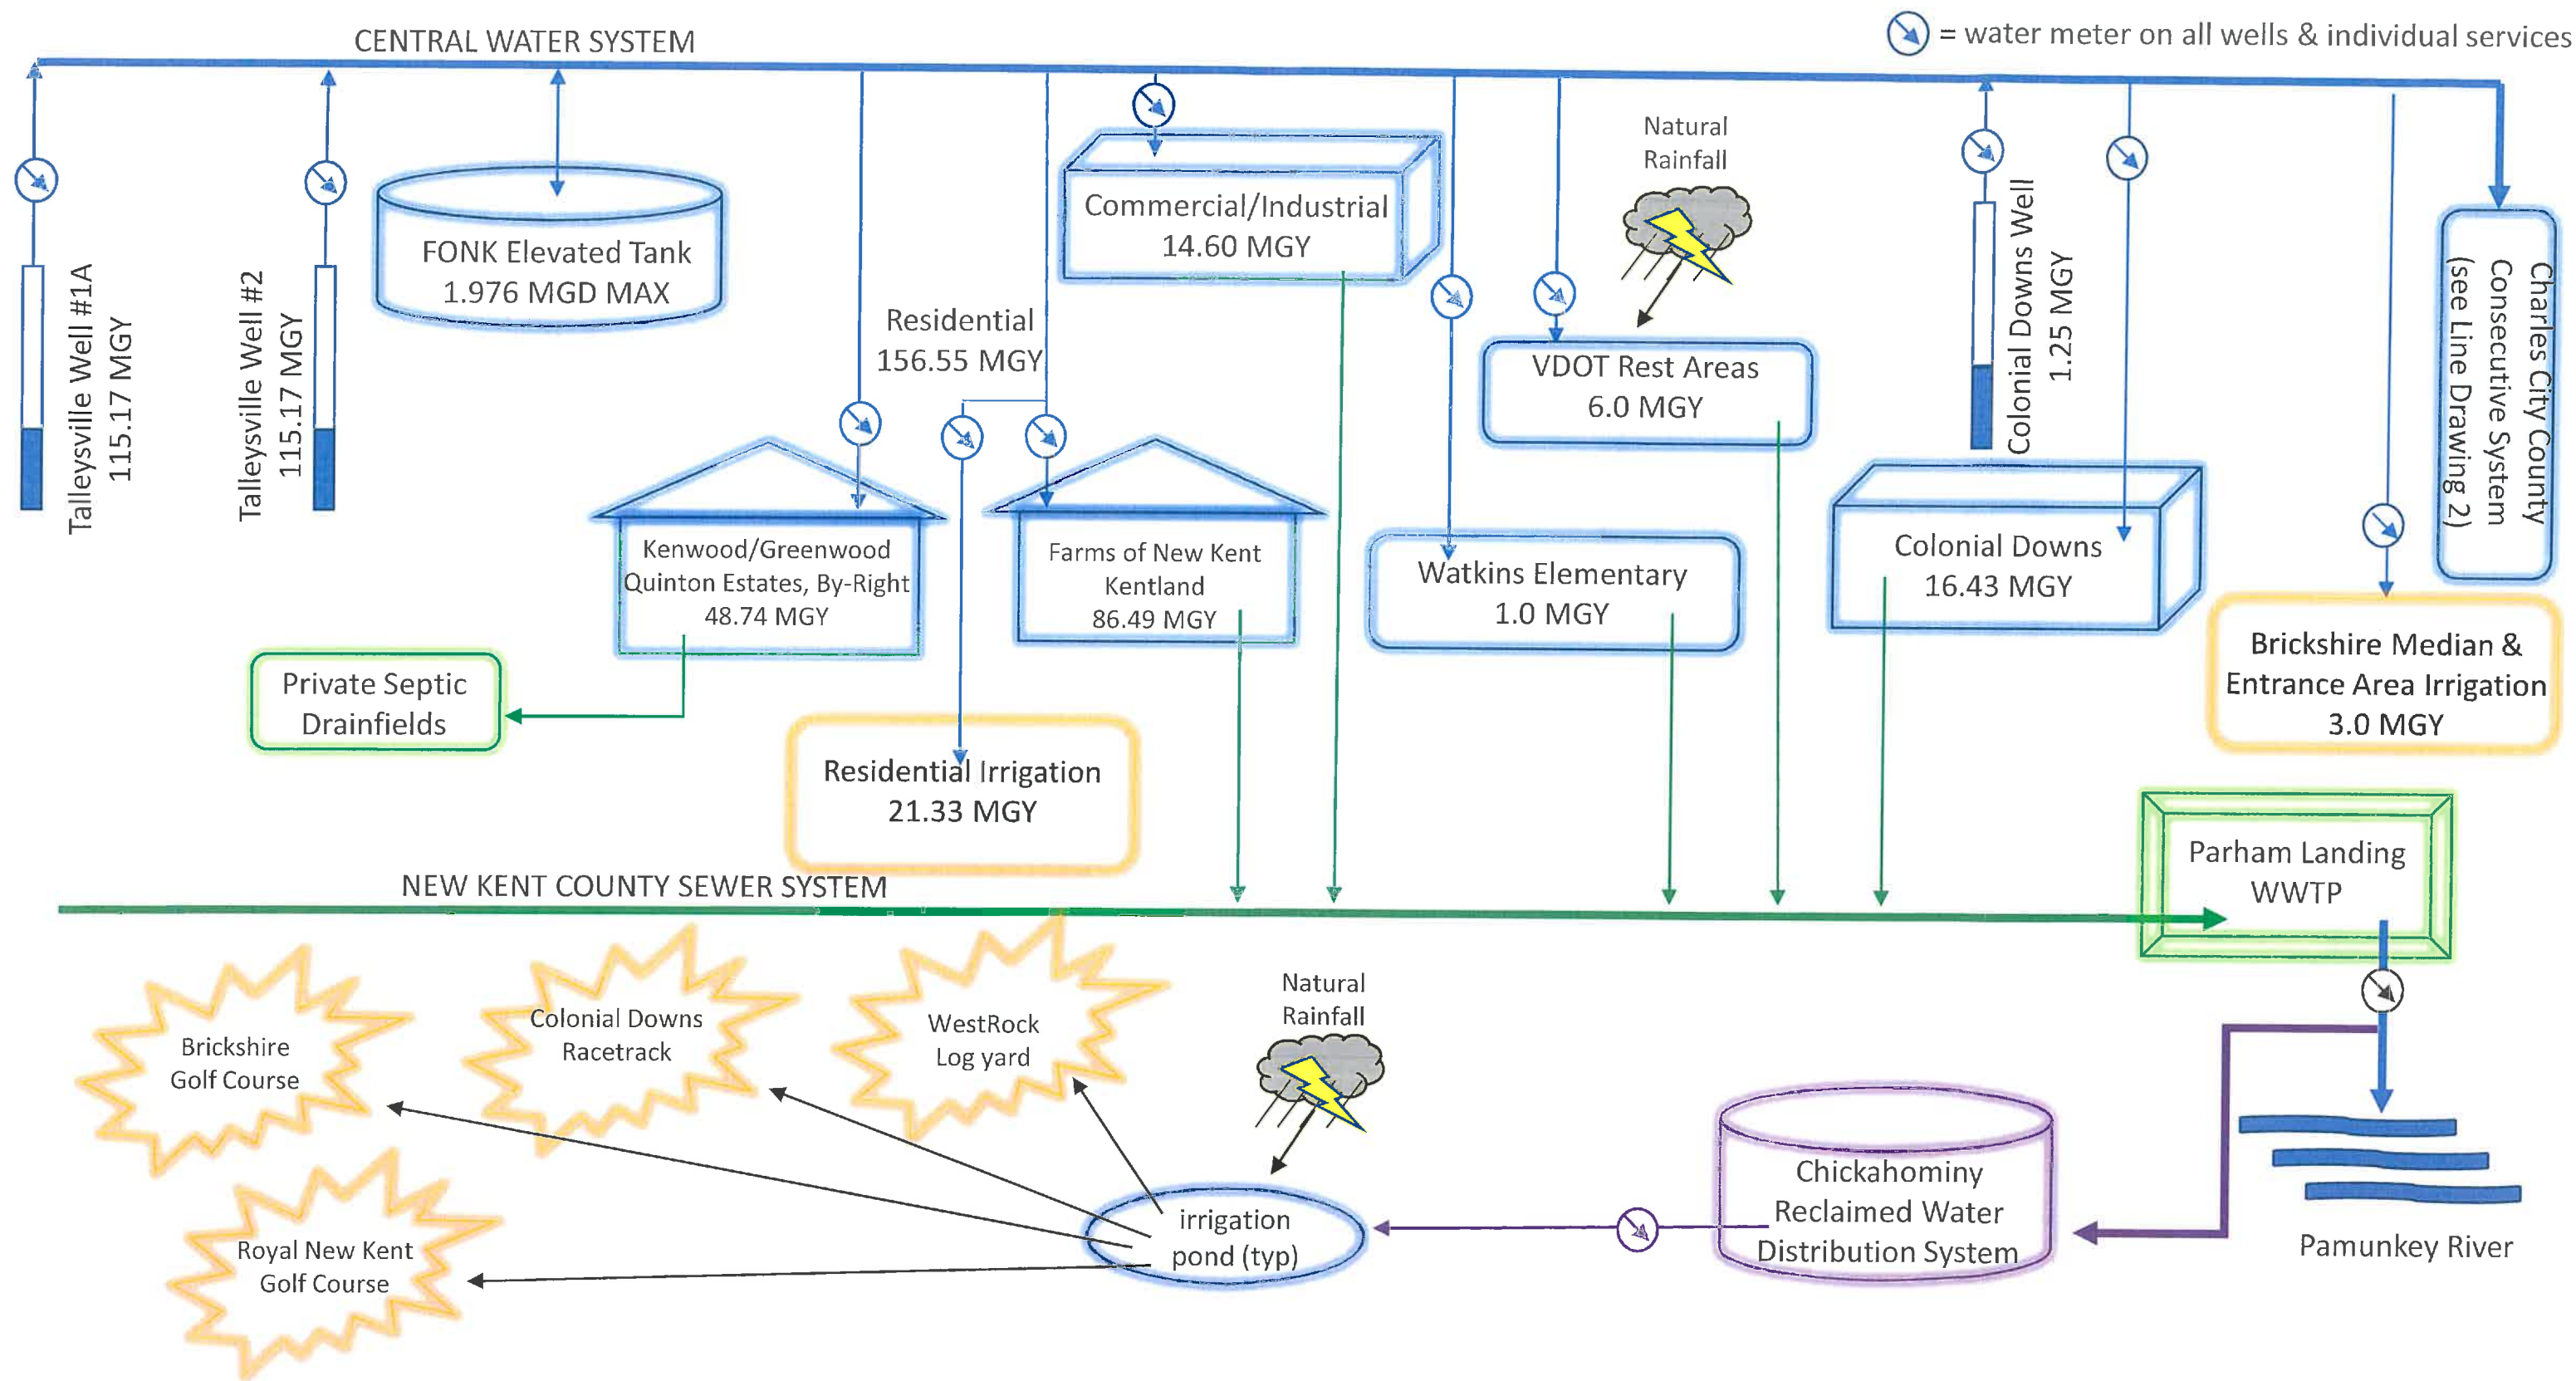 CENTRAL WATER SYSTEM
= water meter on all wells & individual services
Talleysville Well #1A
115.17 MGY
Talleysville Well #2
115.17 MGY
FONK Elevated Tank
1.976 MGD MAX
Residential
156.55 MGY
Commercial/Industrial
14.60 MGY
Natural
Rainfall
VDOT Rest Areas
6.0 MGY
Colonial Downs Well
1.25 MGY
Charles City County
Consecutive System
(see Line Drawing 2)
Kenwood/Greenwood
Quinton Estates, By-Right
48.74 MGY
Farms of New Kent
Kentland
86.49 MGY
Watkins Elementary
1.0 MGY
Colonial Downs
16.43 MGY
Brickshire Median &
Entrance Area Irrigation
3.0 MGY
Private Septic
Drainfields
Residential Irrigation
21.33 MGY
NEW KENT COUNTY SEWER SYSTEM
Parham Landing
WWTP
Brickshire
Golf Course
Colonial Downs
Racetrack
WestRock
Log yard
Natural
Rainfall
Royal New Kent
Golf Course
irrigation
pond (typ)
Chickahominy
Reclaimed Water
Distribution System
Pamunkey River